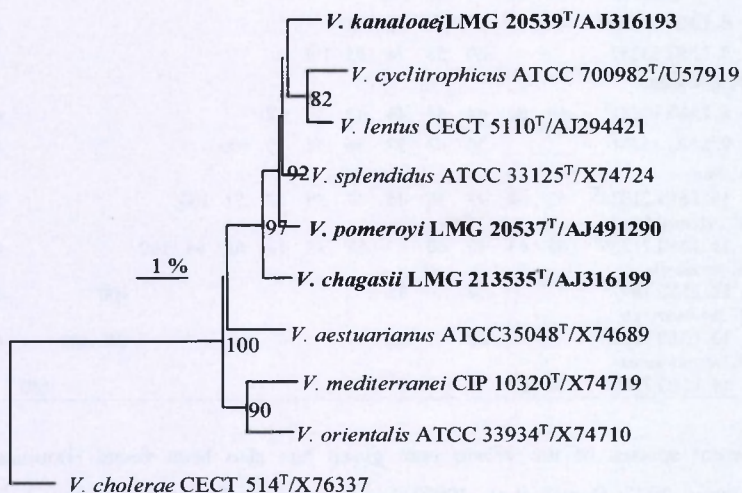 V. kanaloaei LMG 20539T/AJ316193
V. cyclitrophicus ATCC 700982T/U57919
82
V. lentus CECT 5110T/AJ294421
92
V. splendidus ATCC 33125T/X74724
97
V. pomeroyi LMG 20537T/AJ491290
1 %
V. chagasii LMG 213535T/AJ316199
V. aestuarianus ATCC35048T/X74689
100
V. mediterranei CIP 10320T/X74719
90
V. orientalis ATCC 33934T/X74710
V. cholerae CECT 514T/X76337